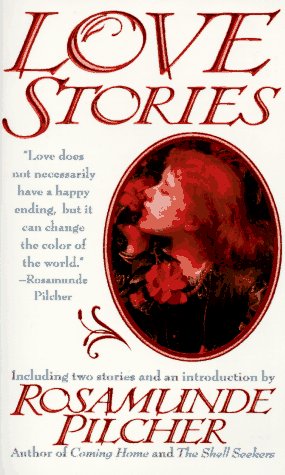 LOVE
STORIES
"Love does
not necessarily
have a happy
ending, but it
can change
the color of
the world."
—Rosamunde
Pilcher
Including two stories and an introduction by
ROSAMUNDE
PILCHER
Author of Coming Home and The Shell Seekers